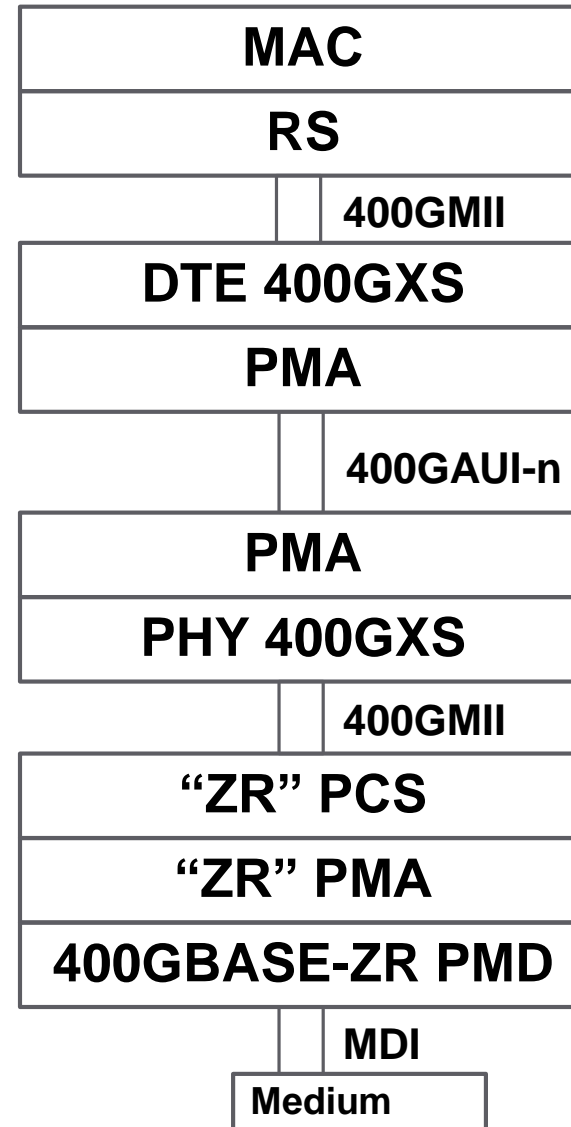 MAC
RS
400GMII
DTE 400GXS
PMA
400GAUI-n
PMA
PHY 400GXS
400GMII
“ZR” PCS
“ZR” PMA
400GBASE-ZR PMD
MDI
Medium